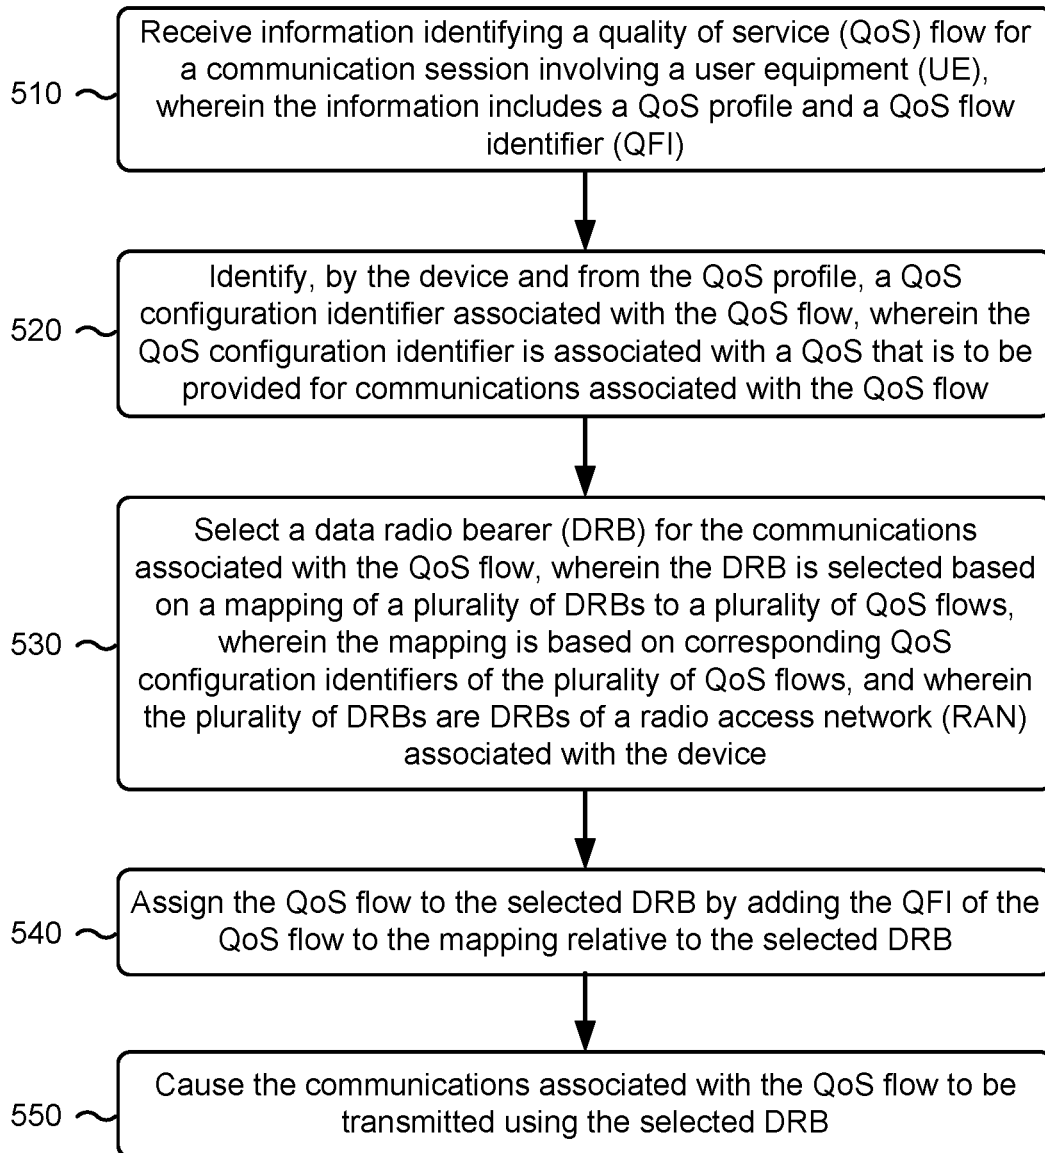 Receive information identifying a quality of service (QoS) flow for
a communication session involving a user equipment (UE),
510
wherein the information includes a QoS profile and a QoS flow
identifier (QFI)
Identify, by the device and from the QoS profile, a QoS
configuration identifier associated with the QoS flow, wherein the
520
QoS configuration identifier is associated with a QoS that is to be
provided for communications associated with the QoS flow
Select a data radio bearer (DRB) for the communications
associated with the QoS flow, wherein the DRB is selected based
on a mapping of a plurality of DRBs to a plurality of QoS flows,
530
wherein the mapping is based on corresponding QoS
configuration identifiers of the plurality of QoS flows, and wherein
the plurality of DRBs are DRBs of a radio access network (RAN)
associated with the device
540
Assign the QoS flow to the selected DRB by adding the QFI of the
QoS flow to the mapping relative to the selected DRB
550
Cause the communications associated with the QoS flow to be
transmitted using the selected DRB